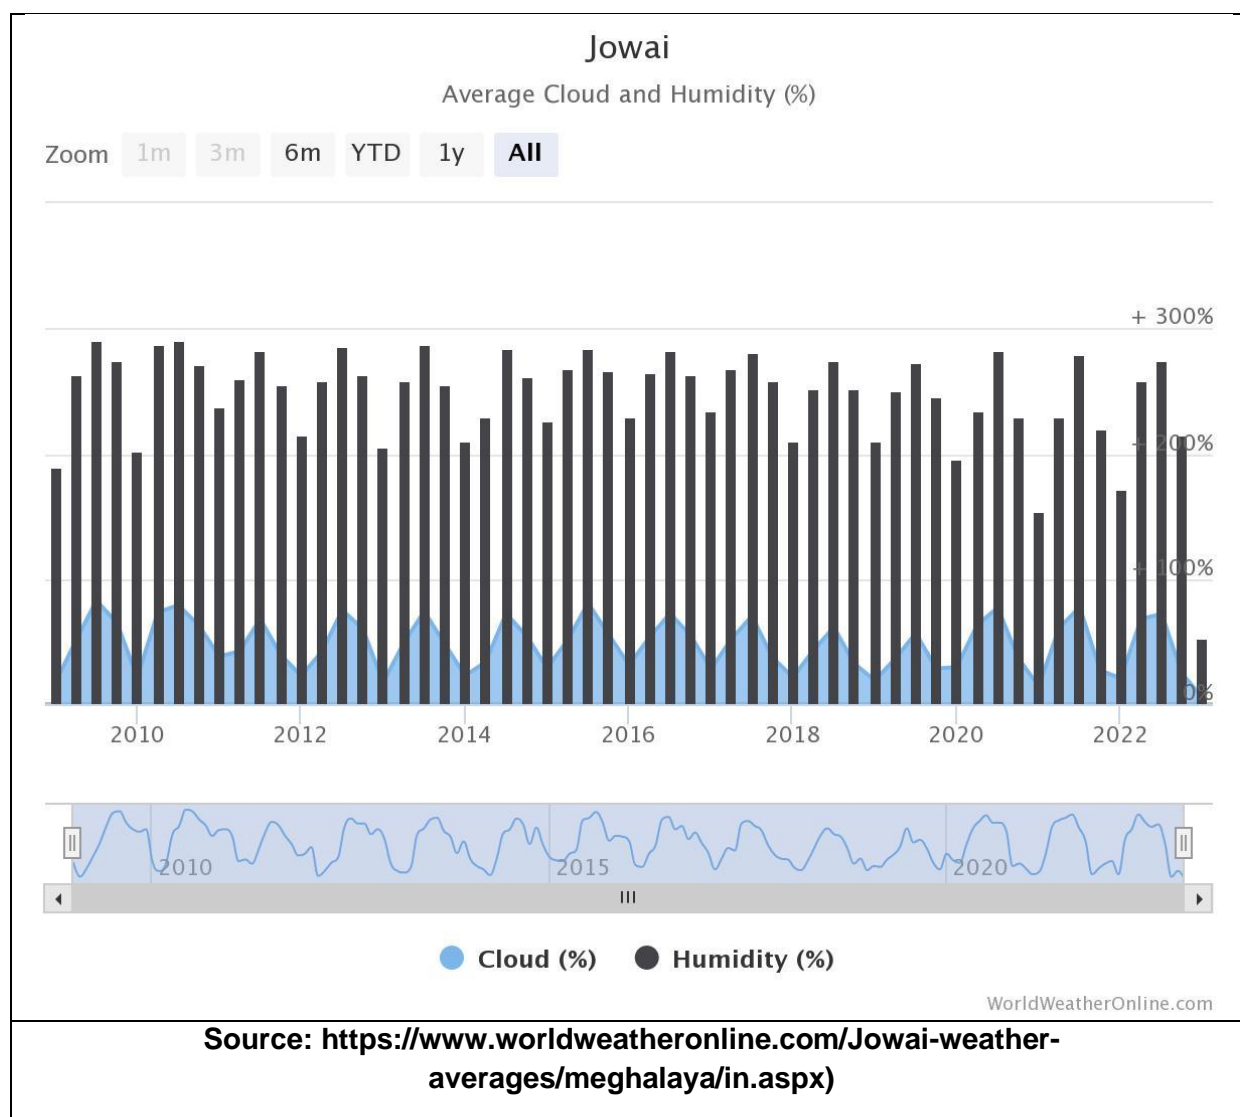 Jowai
Average Cloud and Humidity (%)
Zoom 1m 3m 6m YTD 1y All
+ 300%
+ 200%
+ 100%
0%
2010 2012 2014 2016 2018 2020 2022
2010 2015 2020
Cloud (%) Humidity (%)
WorldWeatherOnline.com
Source: https://www.worldweatheronline.com/Jowai-weather-
averages/meghalaya/in.aspx)